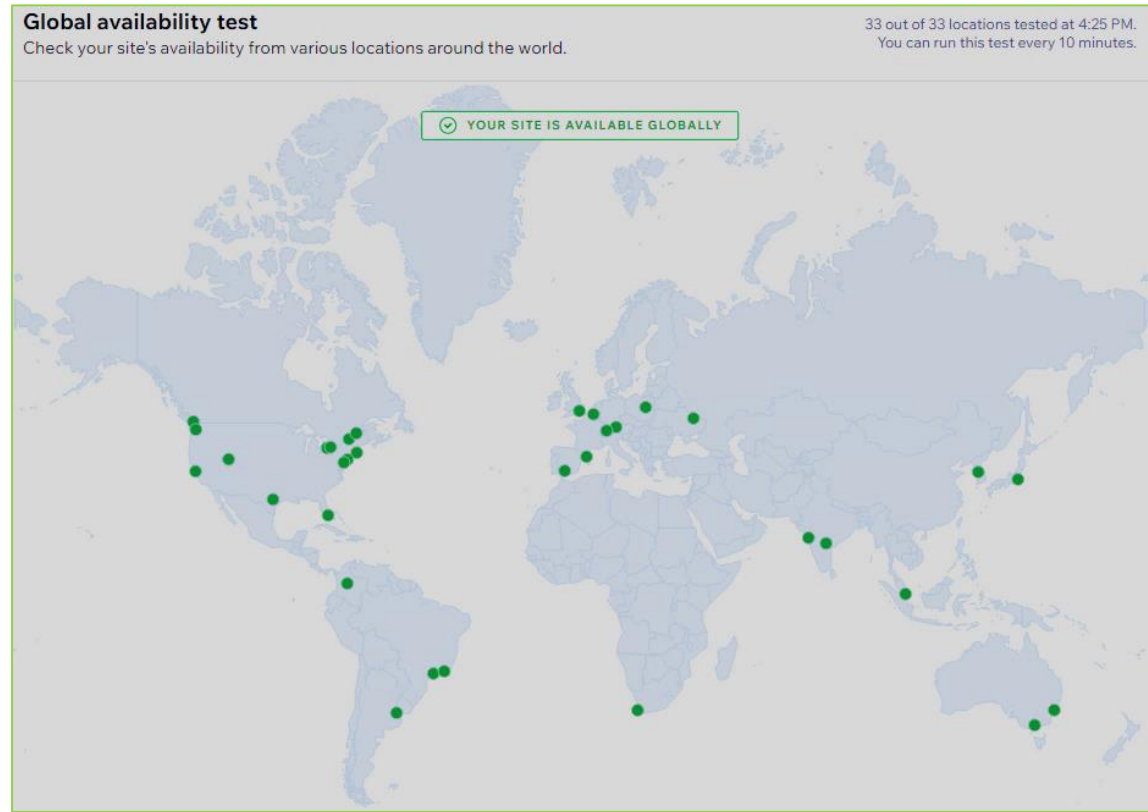 Global availability test
33 out of 33 locations tested at 4:25 PM.
Check your site's availability from various locations around the world.
You can run this test every 10 minutes.
YOUR SITE IS AVAILABLE GLOBALLY